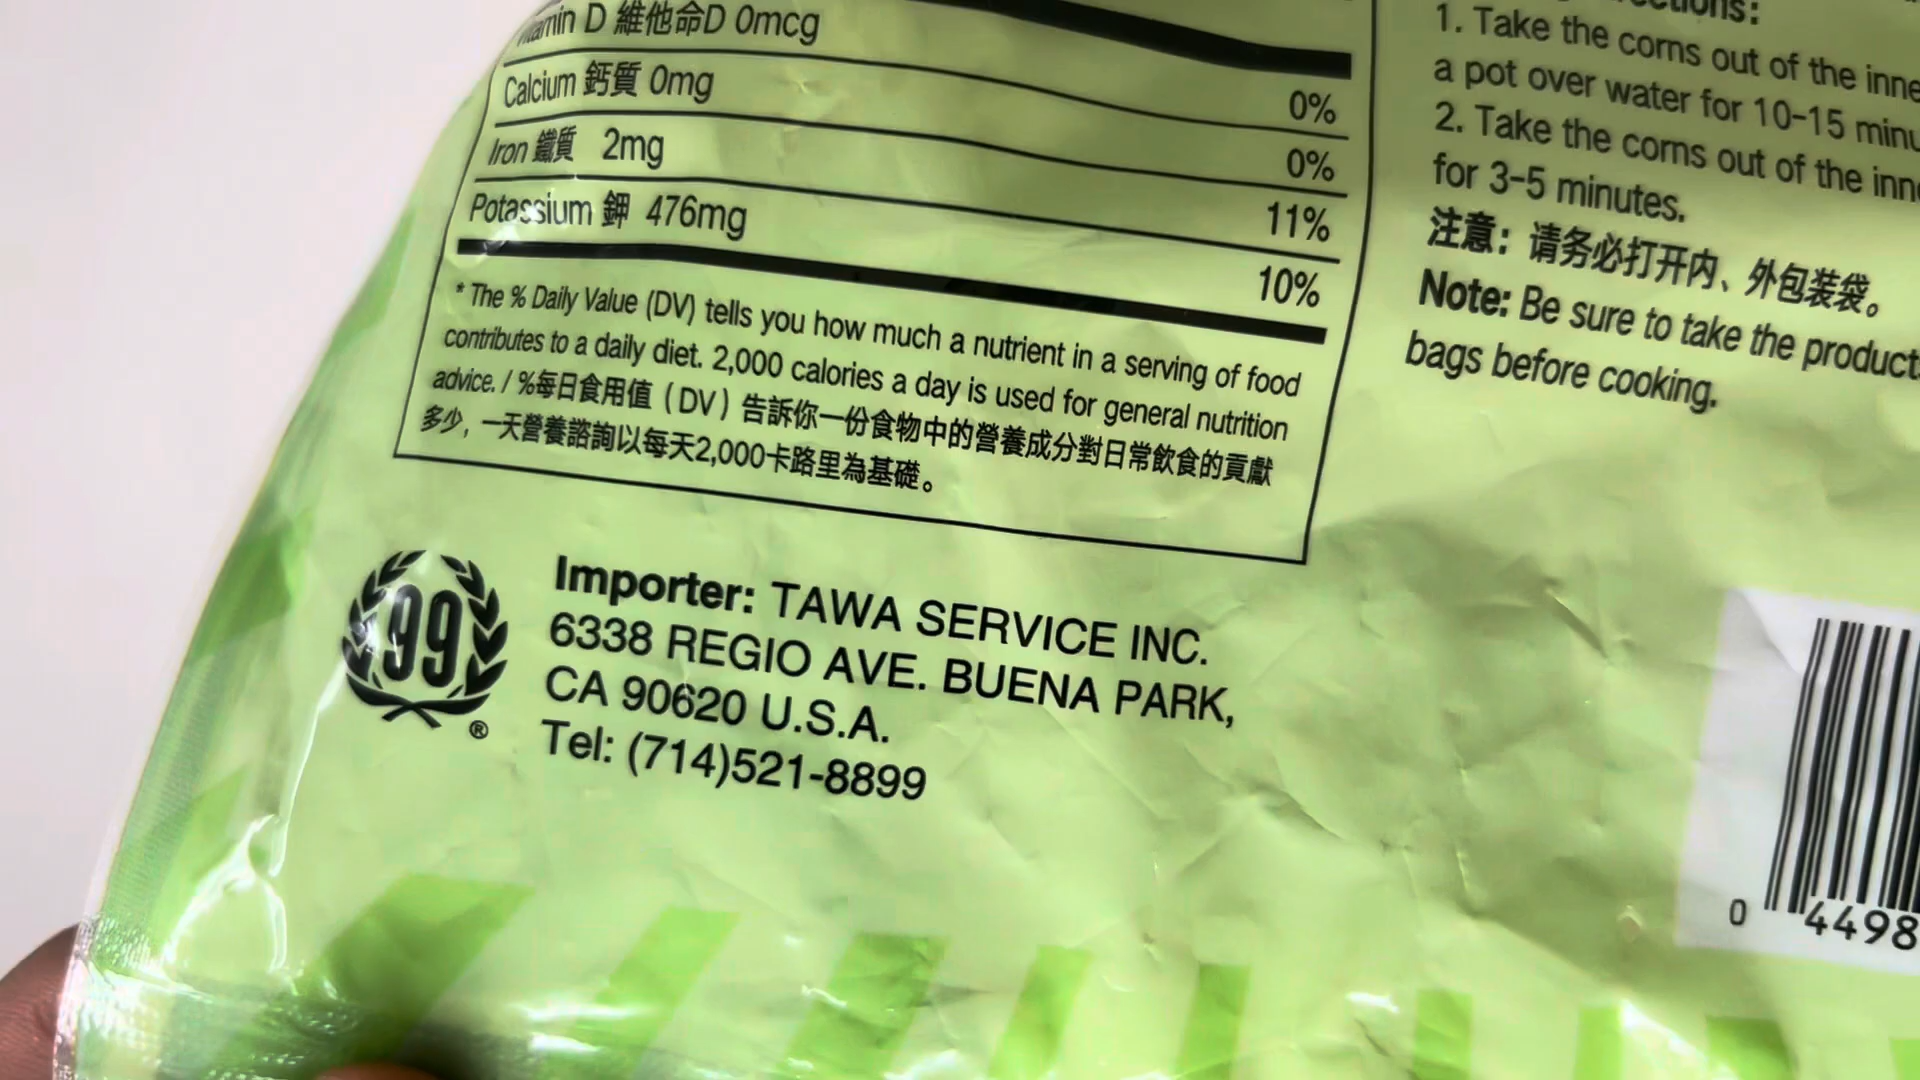 Vitamin D 維他命D 0mcg 0%
Calcium 鈣質 0mg 0%
Iron 鐵質 2mg 11%
Potassium 鉀 476mg 10%
* The % Daily Value (DV) tells you how much a nutrient in a serving of food
contributes to a daily diet. 2,000 calories a day is used for general nutrition
advice. / %每日食用值（DV）告訴你一份食物中的營養成分對日常飲食的貢獻
多少, 一天營養諮詢以每天2,000卡路里為基礎。
1. Take the corns out of the
a pot over water for 10-15
2. Take the corns out of the
for 3-5 minutes.
注意：请务必打开内、外包装袋。
Note: Be sure to take the
bags before cooking.
99
®
Importer: TAWA SERVICE INC.
6338 REGIO AVE. BUENA PARK,
CA 90620 U.S.A.
Tel: (714)521-8899
0 4498